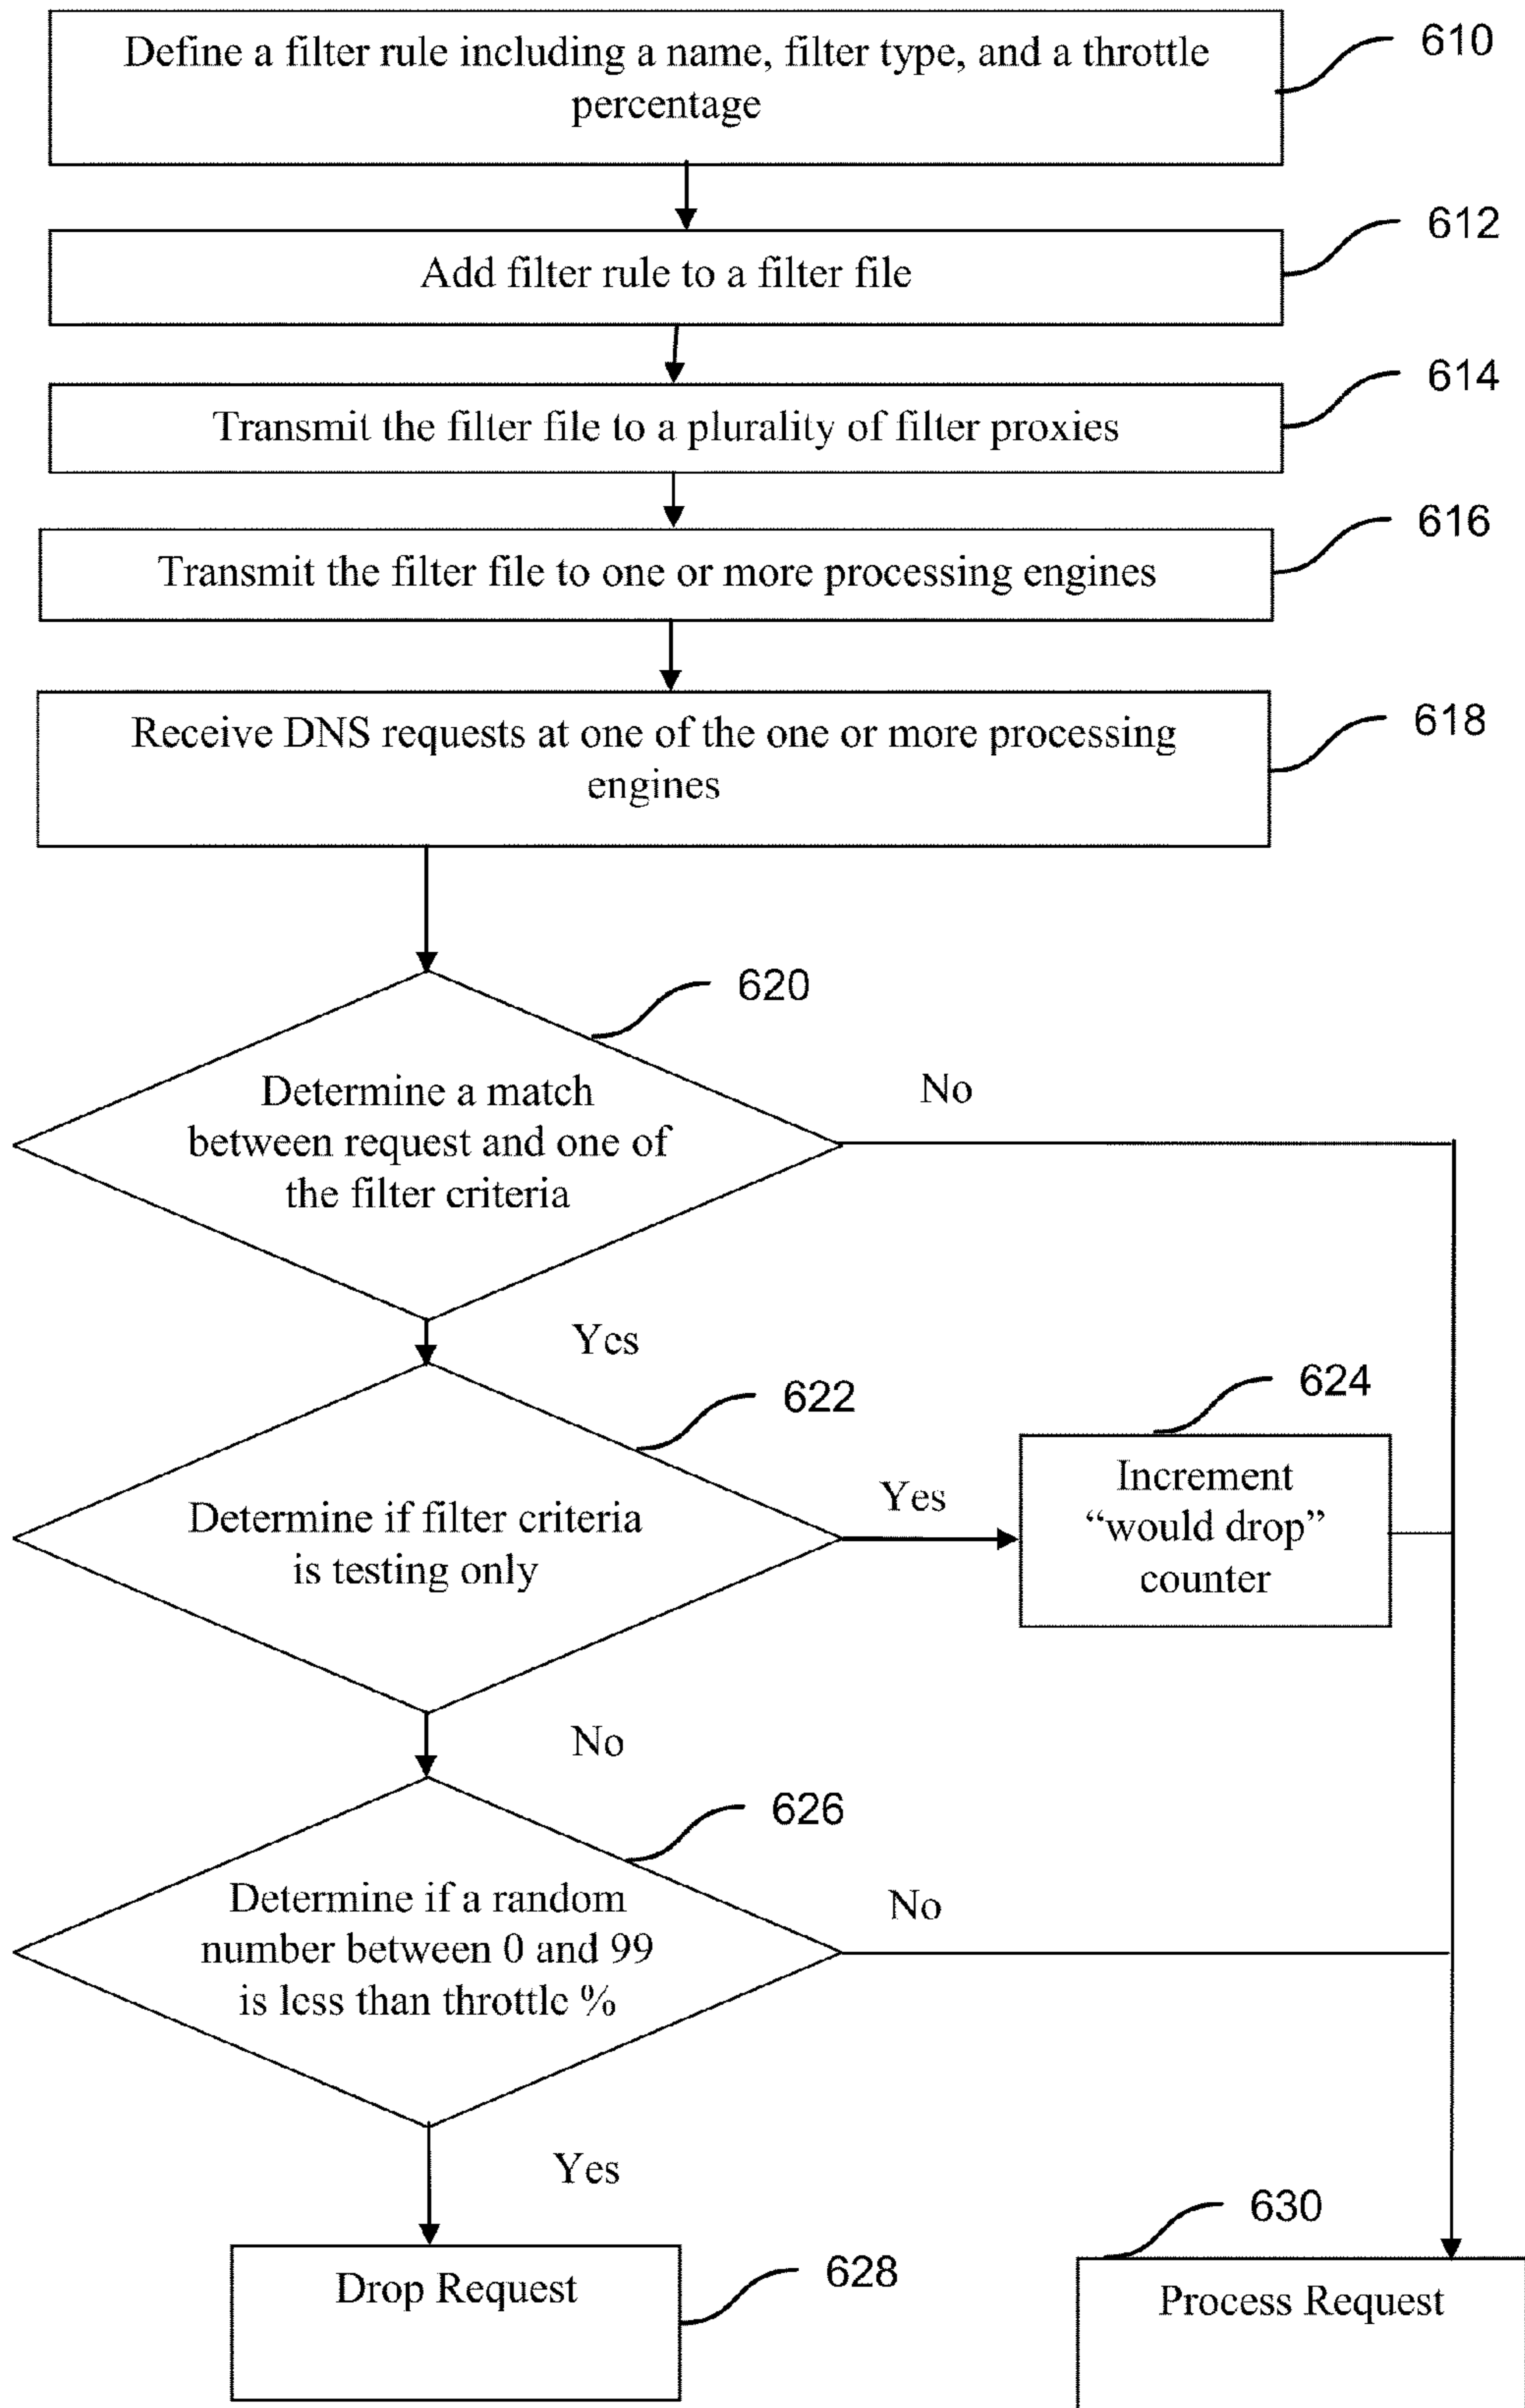 Define a filter rule including a name, filter type, and a throttle
percentage
610
Add filter rule to a filter file
612
Transmit the filter file to a plurality of filter proxies
614
Transmit the filter file to one or more processing engines
616
Receive DNS requests at one of the one or more processing
engines
618
620
Determine a match
between request and one of
the filter criteria
No
Yes
622
Determine if filter criteria
is testing only
Yes
624
Increment
“would drop”
counter
No
626
Determine if a random
number between 0 and 99
is less than throttle %
No
Yes
Drop Request
628
630
Process Request